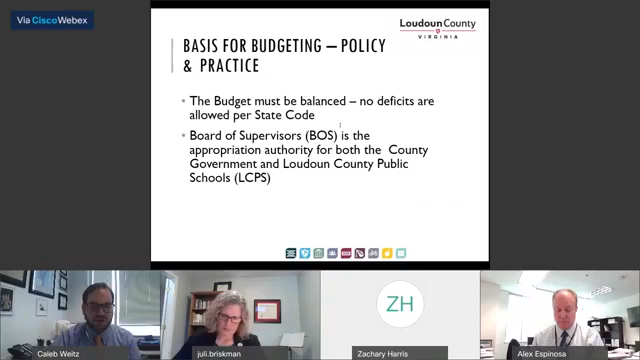 Via Cisco Webex
Loudoun County
VIRGINIA
BASIS FOR BUDGETING – POLICY
& PRACTICE
• The Budget must be balanced – no deficits are
allowed per State Code
• Board of Supervisors (BOS) is the
appropriation authority for both the County
Government and Loudoun County Public
Schools (LCPS)
ZH
Caleb Weitz
juli.briskman
Zachary Harris
Alex Espinosa